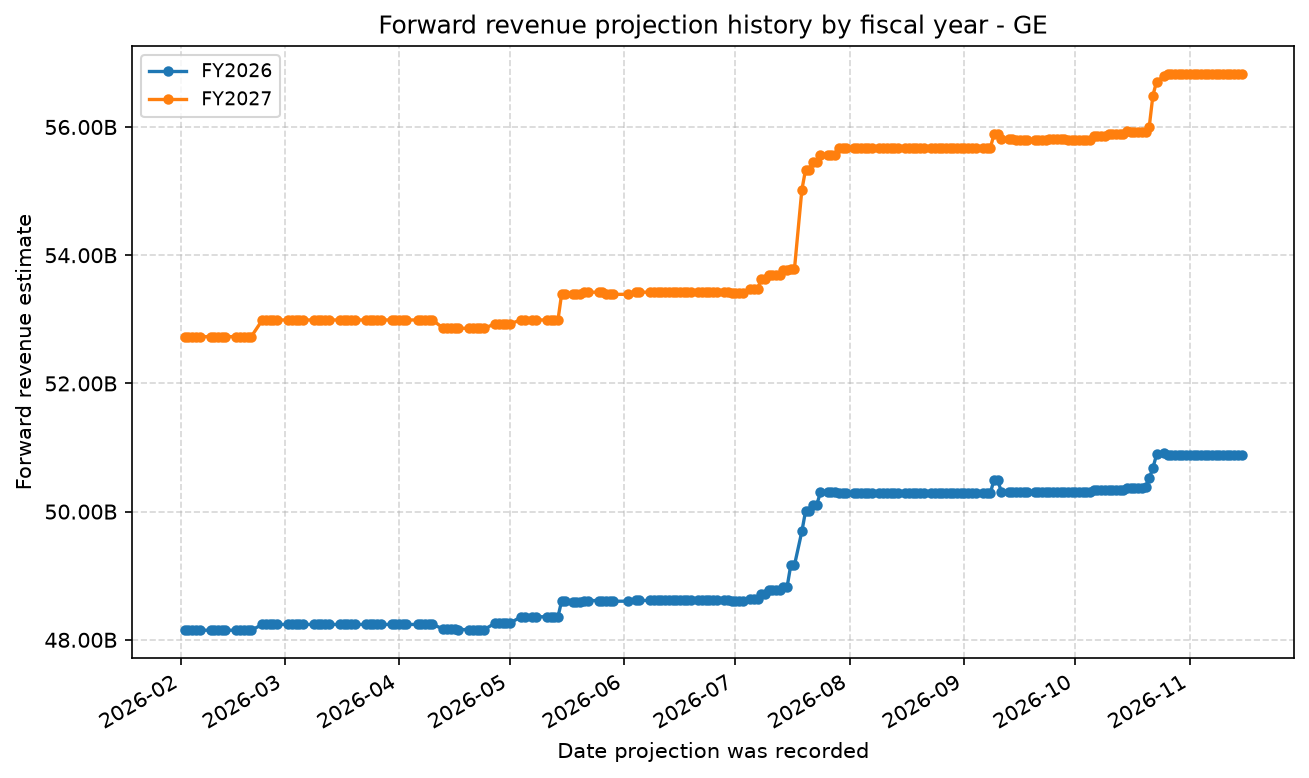 Forward revenue projection history by fiscal year - GE
FY2026
FY2027
Forward revenue estimate
56.00B
54.00B
52.00B
50.00B
48.00B
2026-02
2026-03
2026-04
2026-05
2026-06
2026-07
2026-08
2026-09
2026-10
2026-11
Date projection was recorded